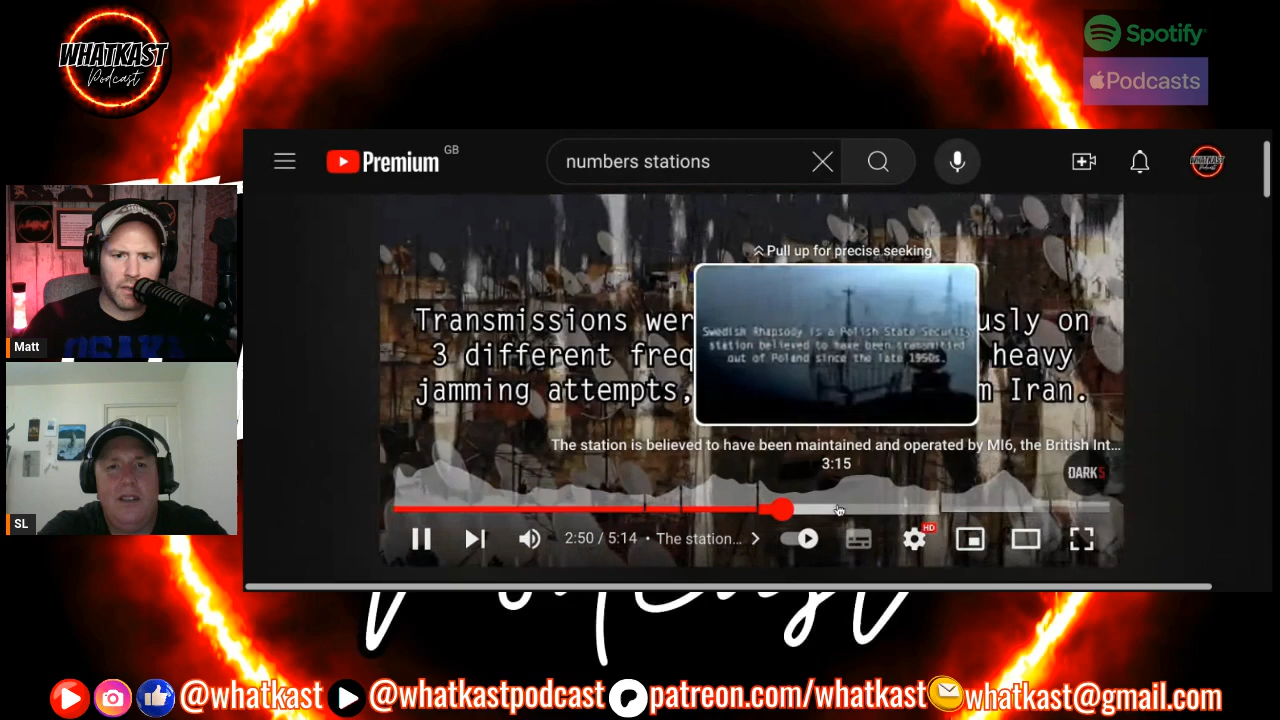 WHATKAST
Podcast
Spotify
Podcasts
Premium GB
numbers stations
Pull up for precise seeking
Transmissions wer
usly on
3 different freq
heavy
jamming attempts,
m Iran.
Swedish Rhapsody is a Polish State Security
station believed to have been transmitted
out of Poland since the late 1950s.
The station is believed to have been maintained and operated by MI6, the British Int...
3:15
DARK5
2:50 / 5:14 • The station...
HD
Matt
OSAKA
SL
@whatkast
@whatkastpodcast
patreon.com/whatkast
whatkast@gmail.com